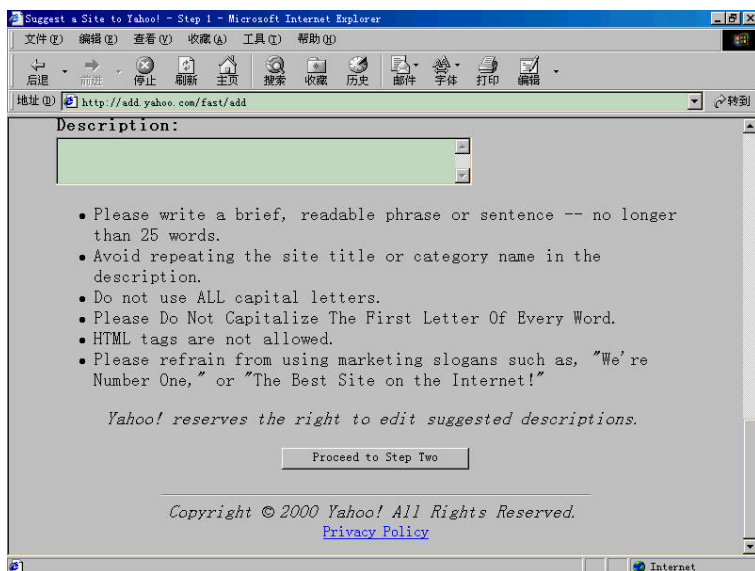 Suggest a Site to Yahoo! - Step 1 - Microsoft Internet Explorer
文件(F) 编辑(E) 查看(V) 收藏(A) 工具(T) 帮助(H)
后退 前进 停止 刷新 主页 搜索 收藏 历史 邮件 字体 打印 编辑
地址(D) http://add.yahoo.com/fast/add 转到
Description:
• Please write a brief, readable phrase or sentence -- no longer
than 25 words.
• Avoid repeating the site title or category name in the
description.
• Do not use ALL capital letters.
• Please Do Not Capitalize The First Letter Of Every Word.
• HTML tags are not allowed.
• Please refrain from using marketing slogans such as, "We're
Number One," or "The Best Site on the Internet!"
Yahoo! reserves the right to edit suggested descriptions.
Proceed to Step Two
Copyright © 2000 Yahoo! All Rights Reserved.
Privacy Policy
Internet